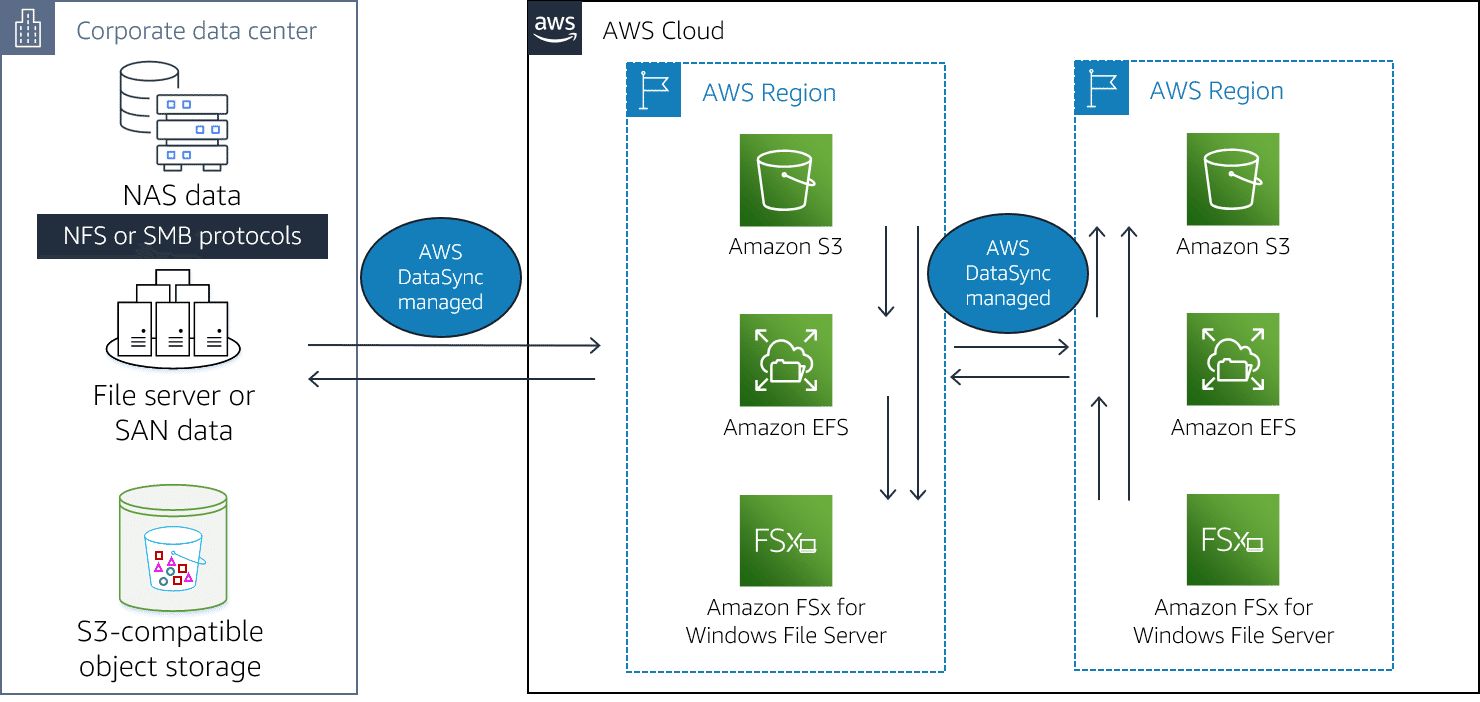 Corporate data center
NAS data
NFS or SMB protocols
File server or
SAN data
S3-compatible
object storage
AWS
DataSync
managed
aws
AWS Cloud
AWS Region
Amazon S3
Amazon EFS
FSx
Amazon FSx for
Windows File Server
AWS
DataSync
managed
AWS Region
Amazon S3
Amazon EFS
FSx
Amazon FSx for
Windows File Server